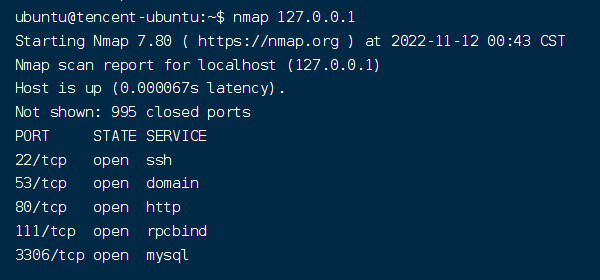 ubuntu@tencent-ubuntu:~$ nmap 127.0.0.1
Starting Nmap 7.80 ( https://nmap.org ) at 2022-11-12 00:43 CST
Nmap scan report for localhost (127.0.0.1)
Host is up (0.000067s latency).
Not shown: 995 closed ports
PORT     STATE SERVICE
22/tcp   open  ssh
53/tcp   open  domain
80/tcp   open  http
111/tcp  open  rpcbind
3306/tcp open  mysql